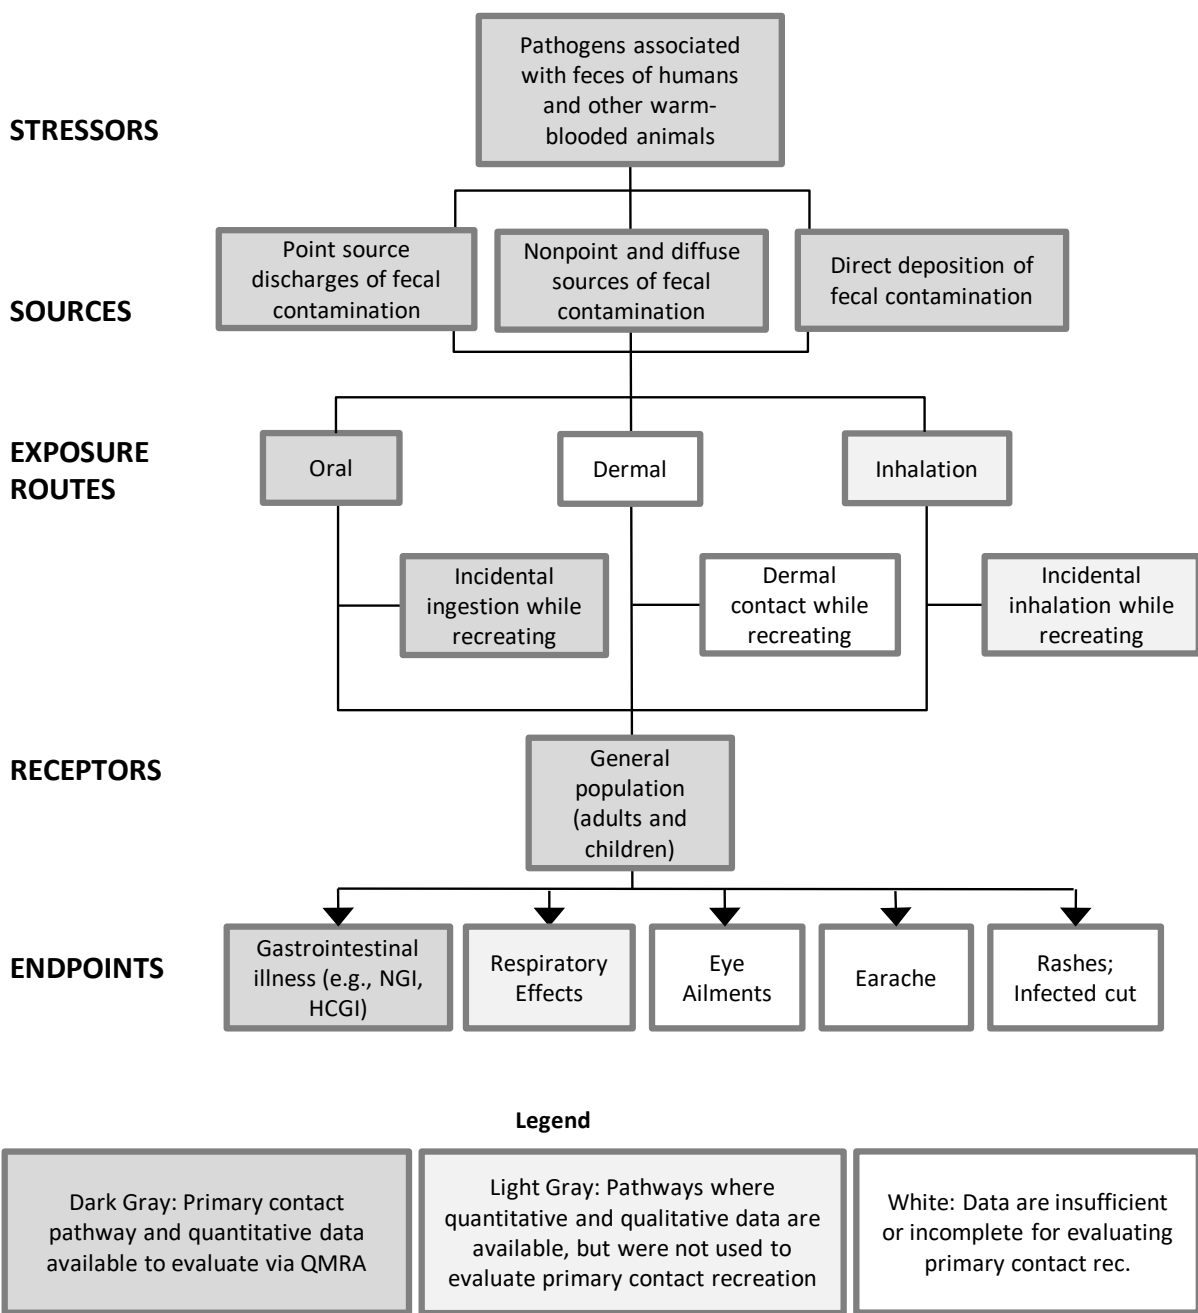 STRESSORS
Pathogens associated
with feces of humans
and other warm-
blooded animals
SOURCES
Point source
discharges of fecal
contamination
Nonpoint and diffuse
sources of fecal
contamination
Direct deposition of
fecal contamination
EXPOSURE
ROUTES
Oral
Dermal
Inhalation
Incidental
ingestion while
recreating
Dermal
contact while
recreating
Incidental
inhalation while
recreating
RECEPTORS
General
population
(adults and
children)
ENDPOINTS
Gastrointestinal
illness (e.g., NGI,
HCGI)
Respiratory
Effects
Eye
Ailments
Earache
Rashes;
Infected cut
Legend
Dark Gray: Primary contact
pathway and quantitative data
available to evaluate via QMRA
Light Gray: Pathways where
quantitative and qualitative data are
available, but were not used to
evaluate primary contact recreation
White: Data are insufficient
or incomplete for evaluating
primary contact rec.